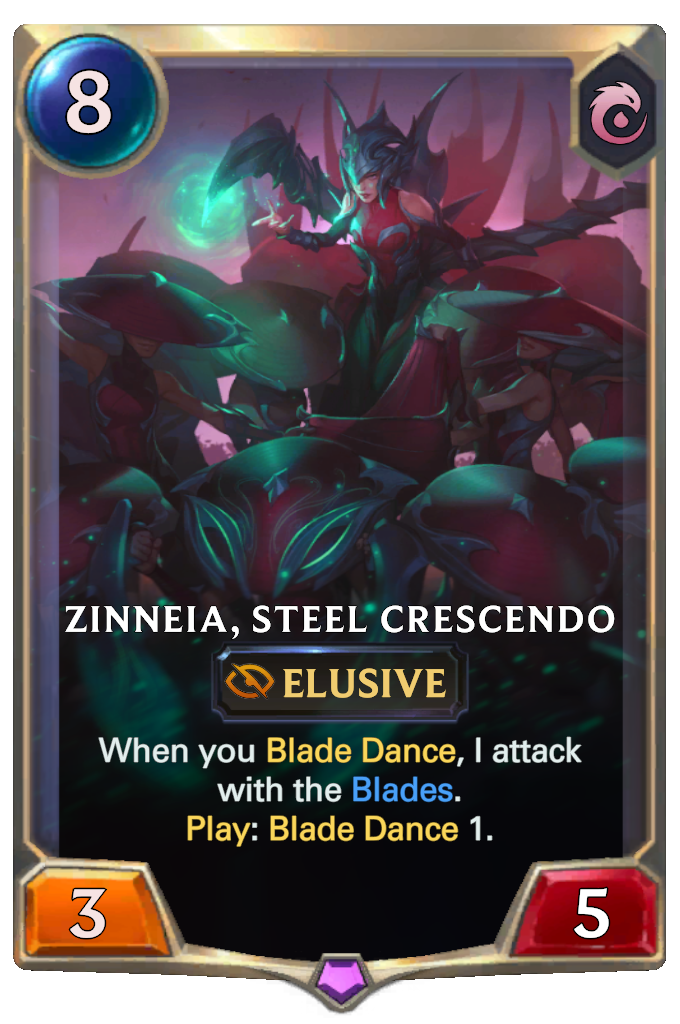 8
ZINNEIA, STEEL CRESCENDO
ELUSIVE
When you Blade Dance, I attack
with the Blades.
Play: Blade Dance 1.
3
5